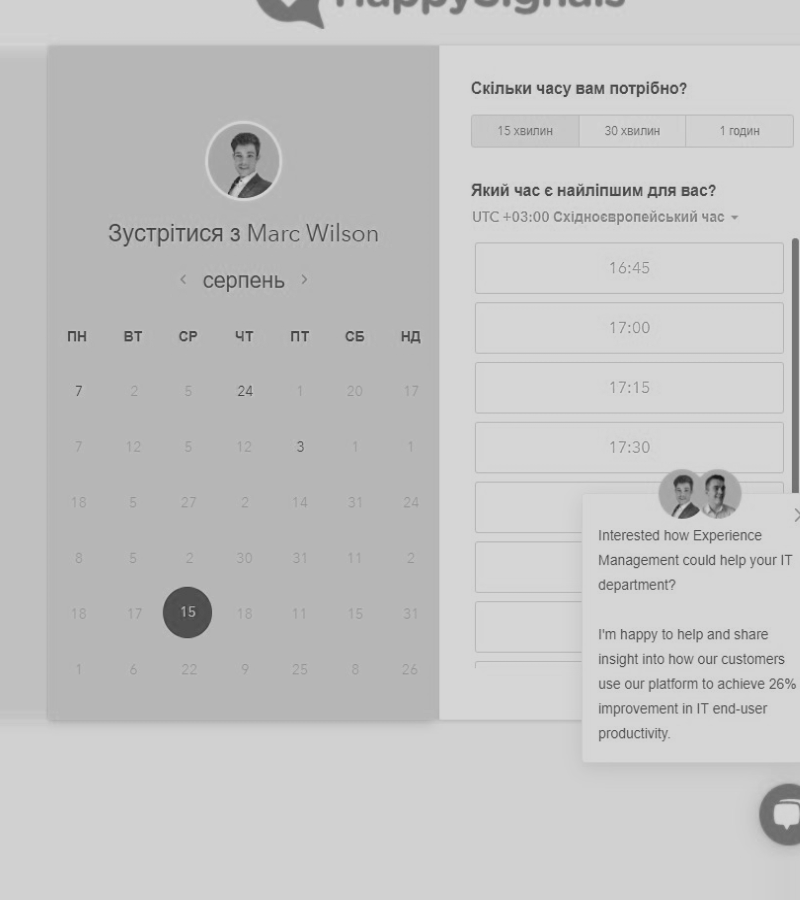 HappySignals
Зустрітися з Marc Wilson
серпень
ПН ВТ СР ЧТ ПТ СБ НД
7 2 5 24 1 20 17
7 12 5 12 3 1 1
18 5 27 2 14 31 24
8 5 2 30 31 11 2
18 17 15 18 11 15 31
1 6 22 9 25 8 26
Скільки часу вам потрібно?
15 хвилин 30 хвилин 1 годин
Який час є найліпшим для вас?
UTC +03:00 Східноєвропейський час
16:45
17:00
17:15
17:30
Interested how Experience
Management could help your IT
department?
I'm happy to help and share
insight into how our customers
use our platform to achieve 26%
improvement in IT end-user
productivity.